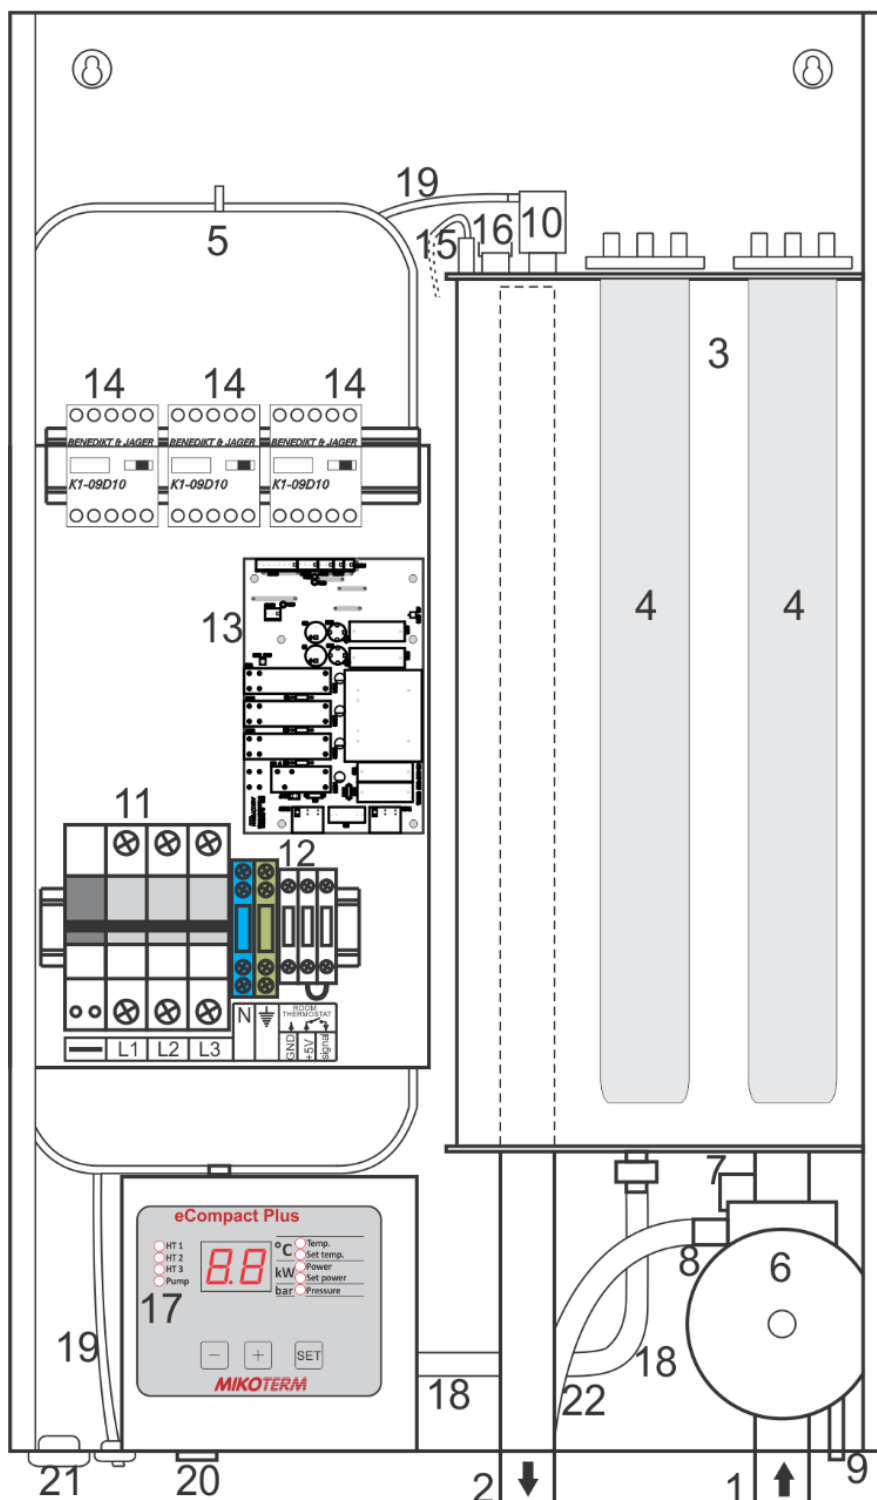 19
5
15
16
10
3
14
14
14
BENEDIKT & JAGER
BENEDIKT & JAGER
BENEDIKT & JAGER
K1-09D10
K1-09D10
K1-09D10
4
4
13
11
12
N
ROOM
THERMOSTAT
L1
L2
L3
GND
+5V
signal
7
8
6
eCompact Plus
HT 1
HT 2
HT 3
Pump
8.8
°C
kW
bar
Temp.
Set temp.
Power
Set power
Pressure
17
−
+
SET
MIKOTERM
19
18
22
18
21
20
2
1
9